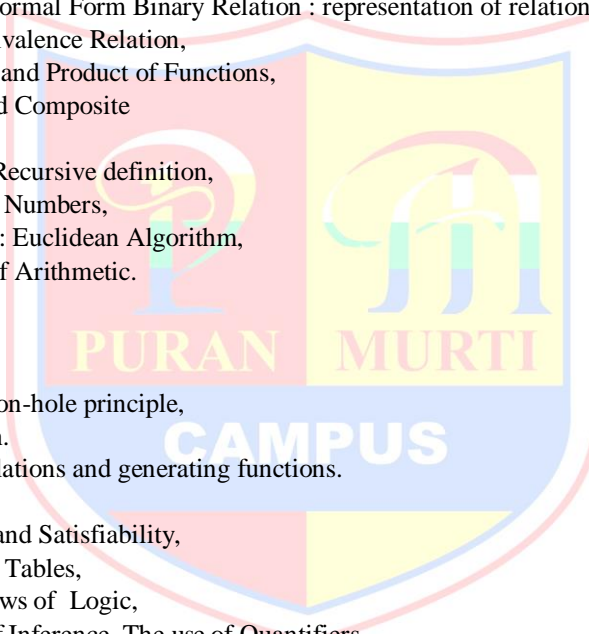 ormal Form Binary Relation : representation of relation
ivalence Relation,
and Product of Functions,
d Composite
Recursive definition,
Numbers,
: Euclidean Algorithm,
f Arithmetic.
PURAN MURTI
on-hole principle,
n.
CAMPUS
lations and generating functions.
and Satisfiability,
Tables,
ws of Logic,
f Inference, The use of Quantifiers